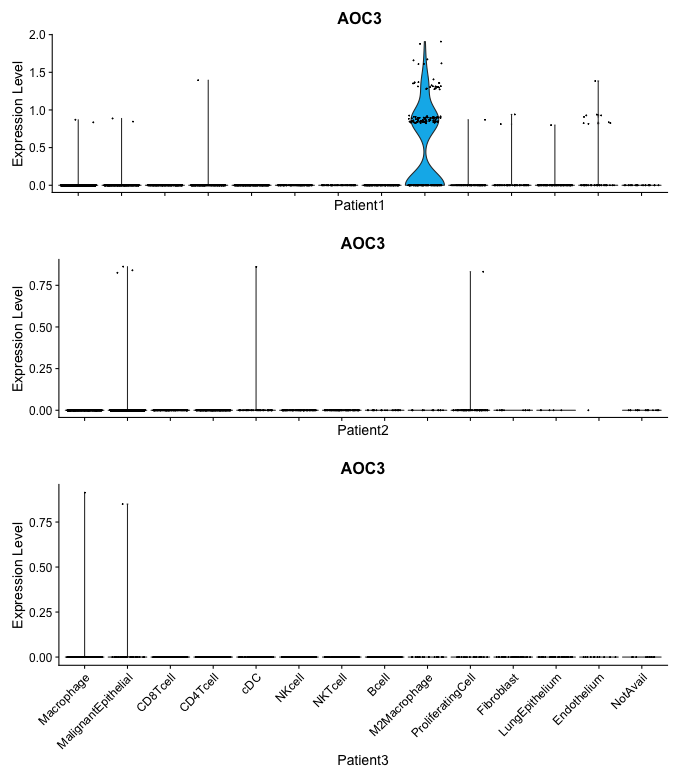 AOC3
Expression Level
2.0
1.5
1.0
0.5
0.0
Patient1
AOC3
Expression Level
0.75
0.50
0.25
0.00
Patient2
AOC3
Expression Level
0.75
0.50
0.25
0.00
Macrophage
MalignantEpithelial
CD8Tcell
CD4Tcell
cDC
NKcell
NKTcell
Bcell
M2Macrophage
ProliferatingCell
Fibroblast
LungEpithelium
Endothelium
NotAvail
Patient3